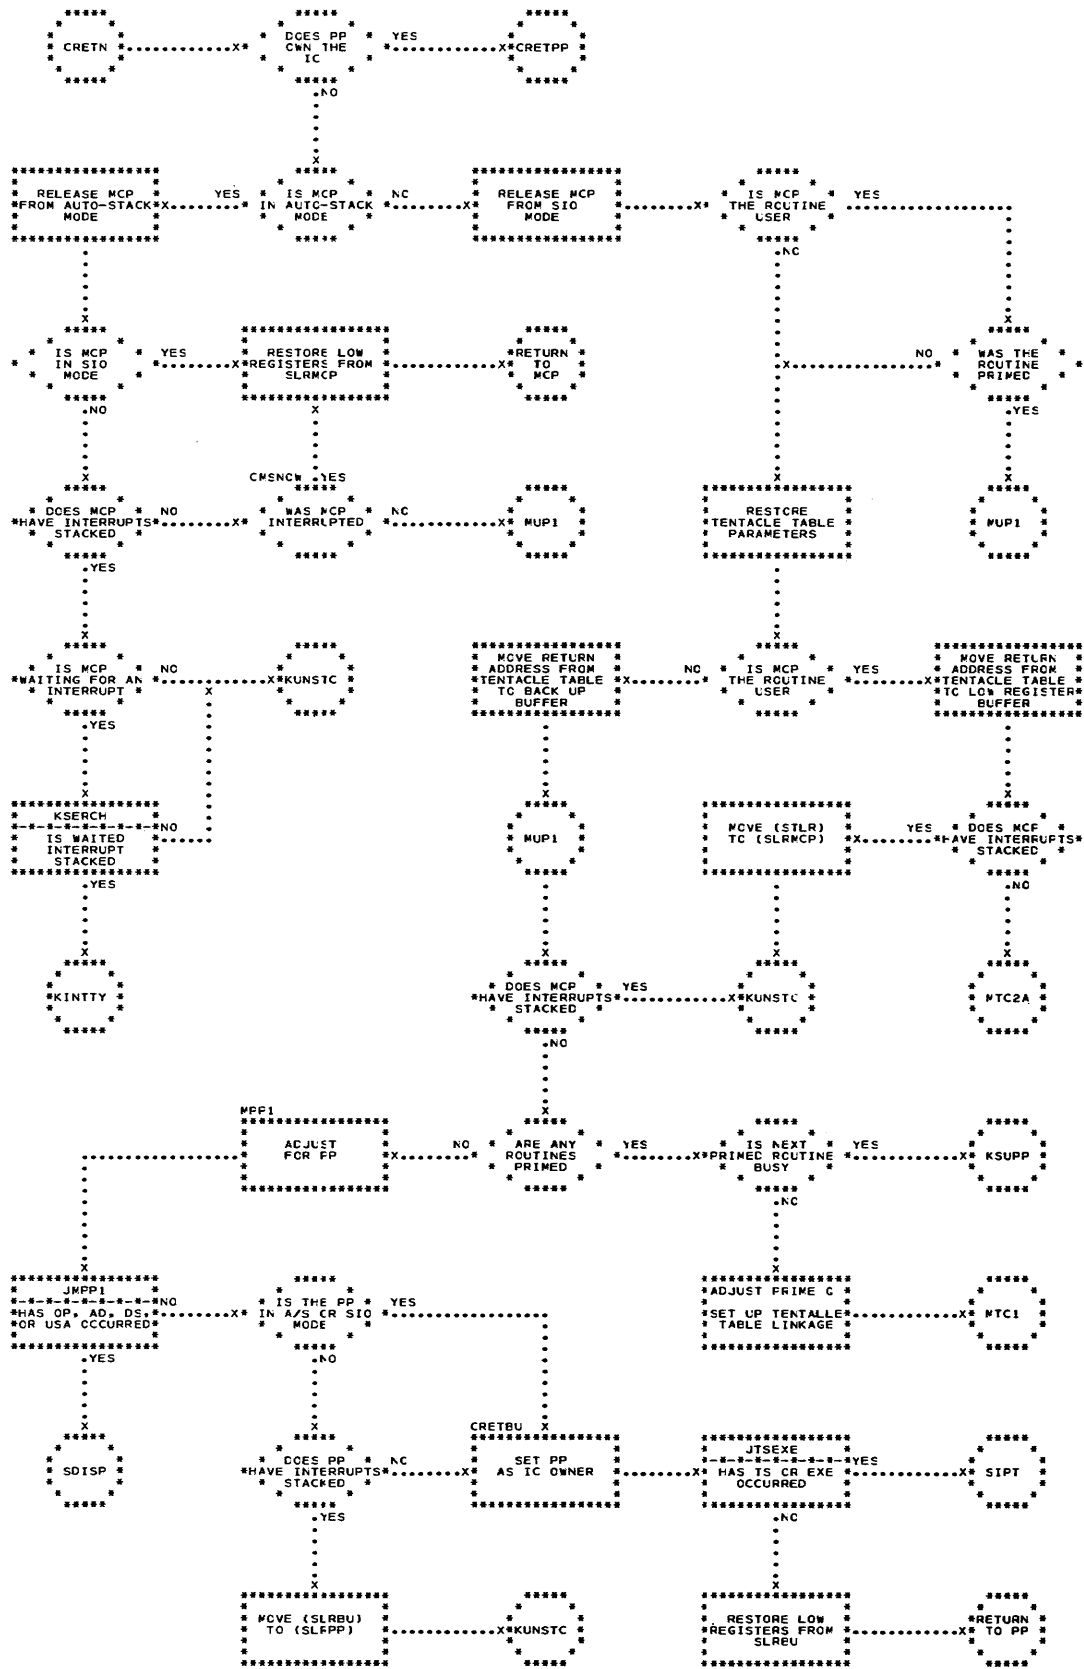 CRETN
DOES PP
OWN THE
IC
YES
CRETPP
NO
RELEASE MCP
FROM AUTO-STACK
MODE
YES
IS MCP
IN AUTO-STACK
MODE
NO
RELEASE MCP
FROM SIO
MODE
IS MCP
THE ROUTINE
USER
YES
NO
IS MCP
IN SIO
MODE
YES
RESTORE LOW
REGISTERS FROM
SLRMCP
RETURN
TO
MCP
NO
WAS THE
ROUTINE
PRIMED
NO
YES
CMSNCW
YES
DOES MCP
HAVE INTERRUPTS
STACKED
NO
WAS MCP
INTERRUPTED
NO
MUP1
RESTORE
TENTACLE TABLE
PARAMETERS
MUP1
YES
IS MCP
WAITING FOR AN
INTERRUPT
NO
KUNSTC
MOVE RETURN
ADDRESS FROM
TENTACLE TABLE
TO BACK UP
BUFFER
NO
IS MCP
THE ROUTINE
USER
YES
MOVE RETURN
ADDRESS FROM
TENTACLE TABLE
TO LOW REGISTER
BUFFER
YES
KSERCH
NO
IS WAITED
INTERRUPT
STACKED
MUP1
MOVE (STLR)
TO (SLRMCP)
YES
DOES MCP
HAVE INTERRUPTS
STACKED
YES
NO
KINTTY
DOES MCP
HAVE INTERRUPTS
STACKED
YES
KUNSTC
MTC2A
NO
MPP1
ADJUST
FOR PP
NO
ARE ANY
ROUTINES
PRIMED
YES
IS NEXT
PRIMED ROUTINE
BUSY
YES
KSUPP
NO
JMPP1
NO
HAS OP, AD, DS,
OR USA OCCURRED
IS THE PP
IN A/S OR SIO
MODE
YES
ADJUST PRIME Q
SET UP TENTACLE
TABLE LINKAGE
MTC1
YES
NO
CRETBU
SDISP
DOES PP
HAVE INTERRUPTS
STACKED
NO
SET PP
AS IC OWNER
JTSEXE
YES
HAS TS OR EXE
OCCURRED
SIPT
YES
NO
MOVE (SLRBU)
TO (SLRPP)
KUNSTC
RESTORE LOW
REGISTERS FROM
SLRBU
RETURN
TO PP